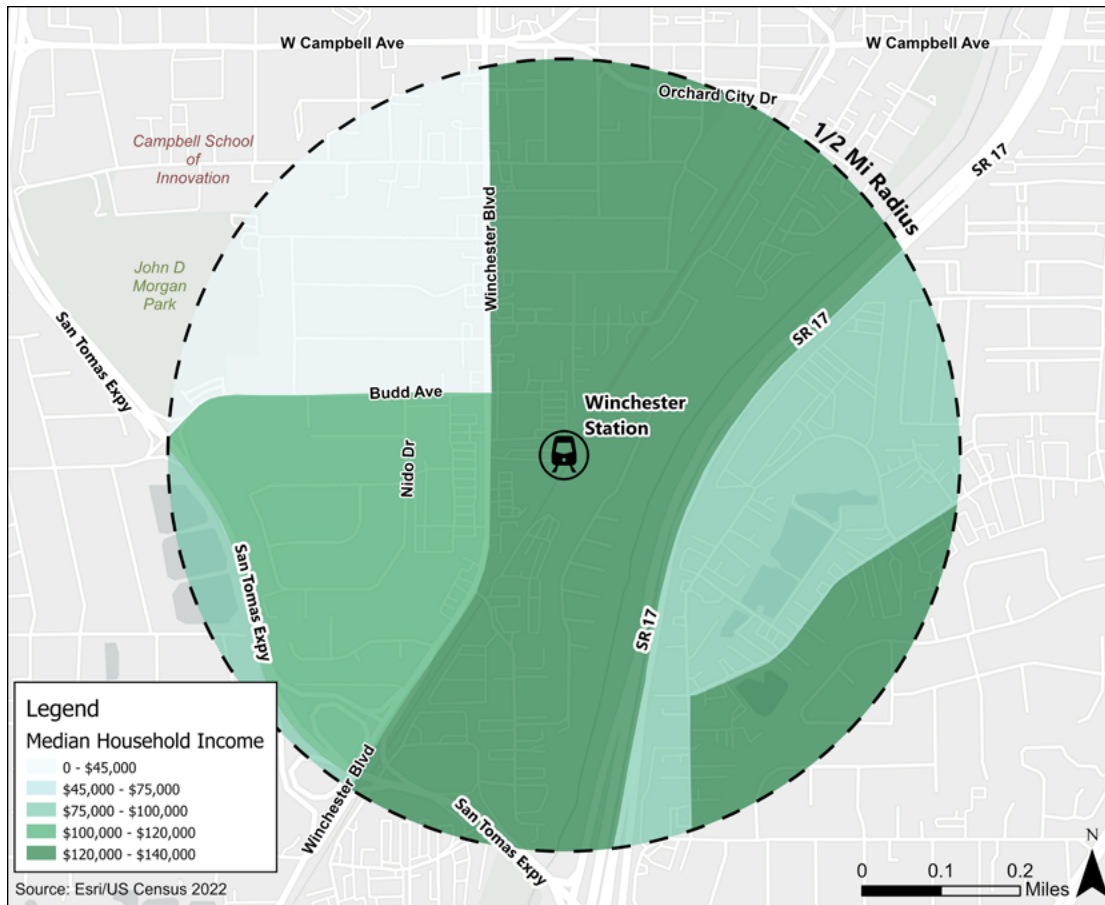 W Campbell Ave
W Campbell Ave
Orchard City Dr
1/2 Mi Radius
SR 17
Campbell School
of
Innovation
Winchester Blvd
John D
Morgan
Park
San Tomas Expy
SR 17
Budd Ave
Winchester
Station
Nido Dr
San Tomas Expy
SR 17
Legend
Median Household Income
0 - $45,000
$45,000 - $75,000
$75,000 - $100,000
$100,000 - $120,000
$120,000 - $140,000
Winchester Blvd
San Tomas Expy
N
0 0.1 0.2
Miles
Source: Esri/US Census 2022